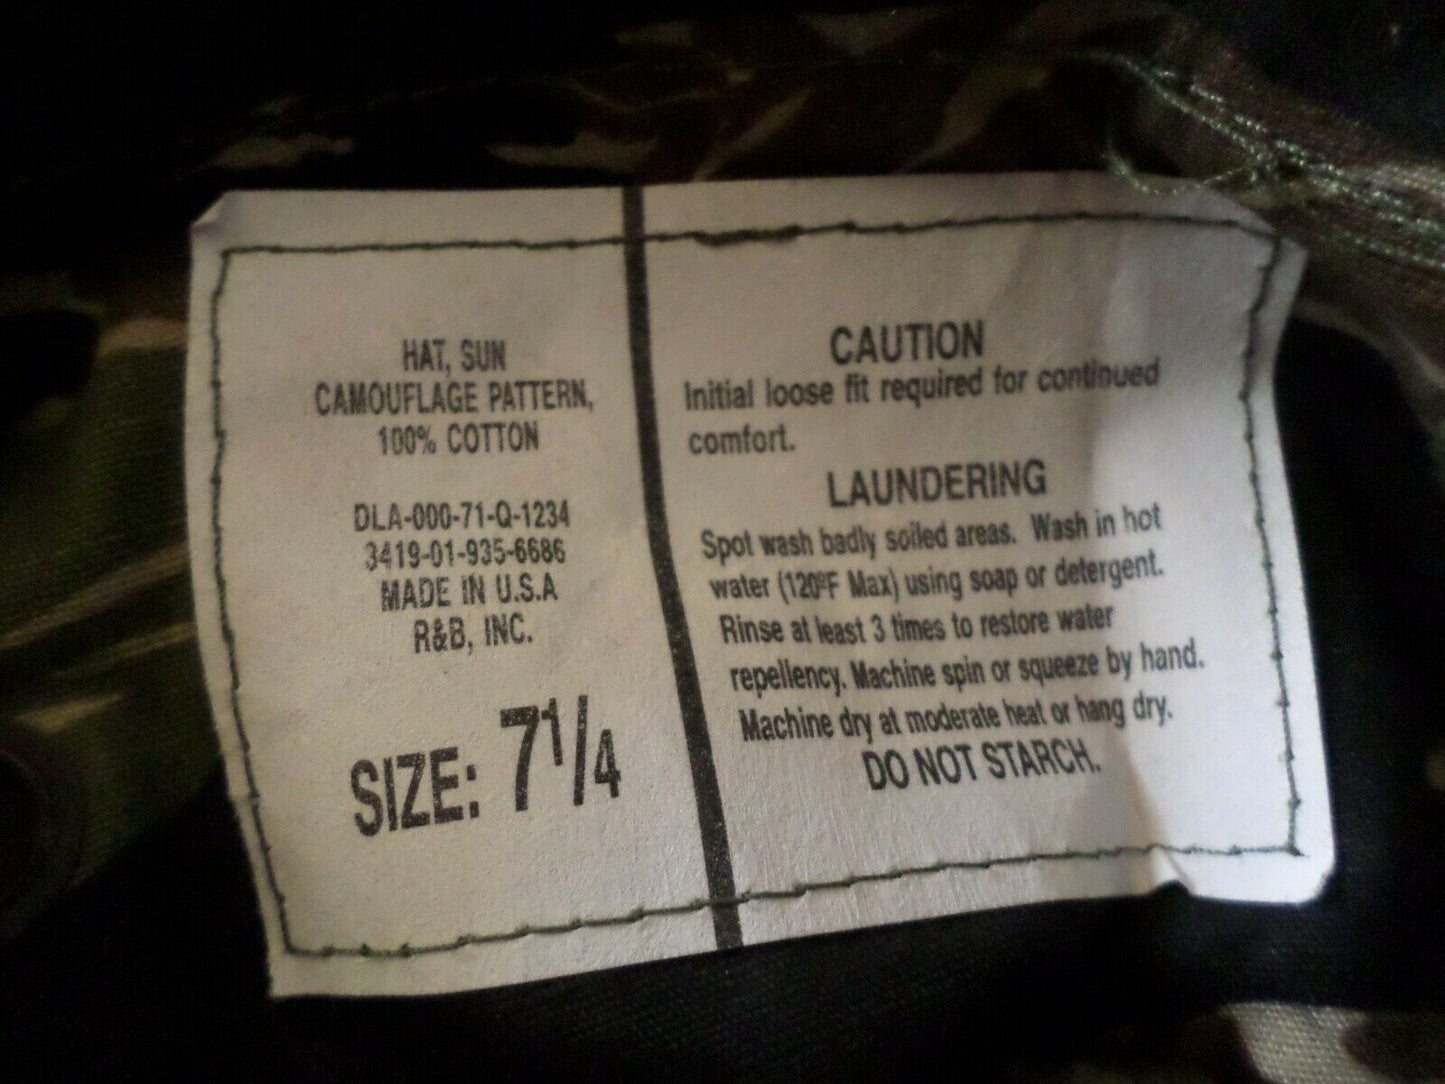 HAT, SUN
CAMOUFLAGE PATTERN,
100% COTTON
DLA-000-71-Q-1234
3419-01-935-6686
MADE IN U.S.A
R&B, INC.
SIZE: 7 1/4
CAUTION
Initial loose fit required for continued
comfort.
LAUNDERING
Spot wash badly soiled areas. Wash in hot
water (120ºF Max) using soap or detergent.
Rinse at least 3 times to restore water
repellency. Machine spin or squeeze by hand.
Machine dry at moderate heat or hang dry.
DO NOT STARCH.